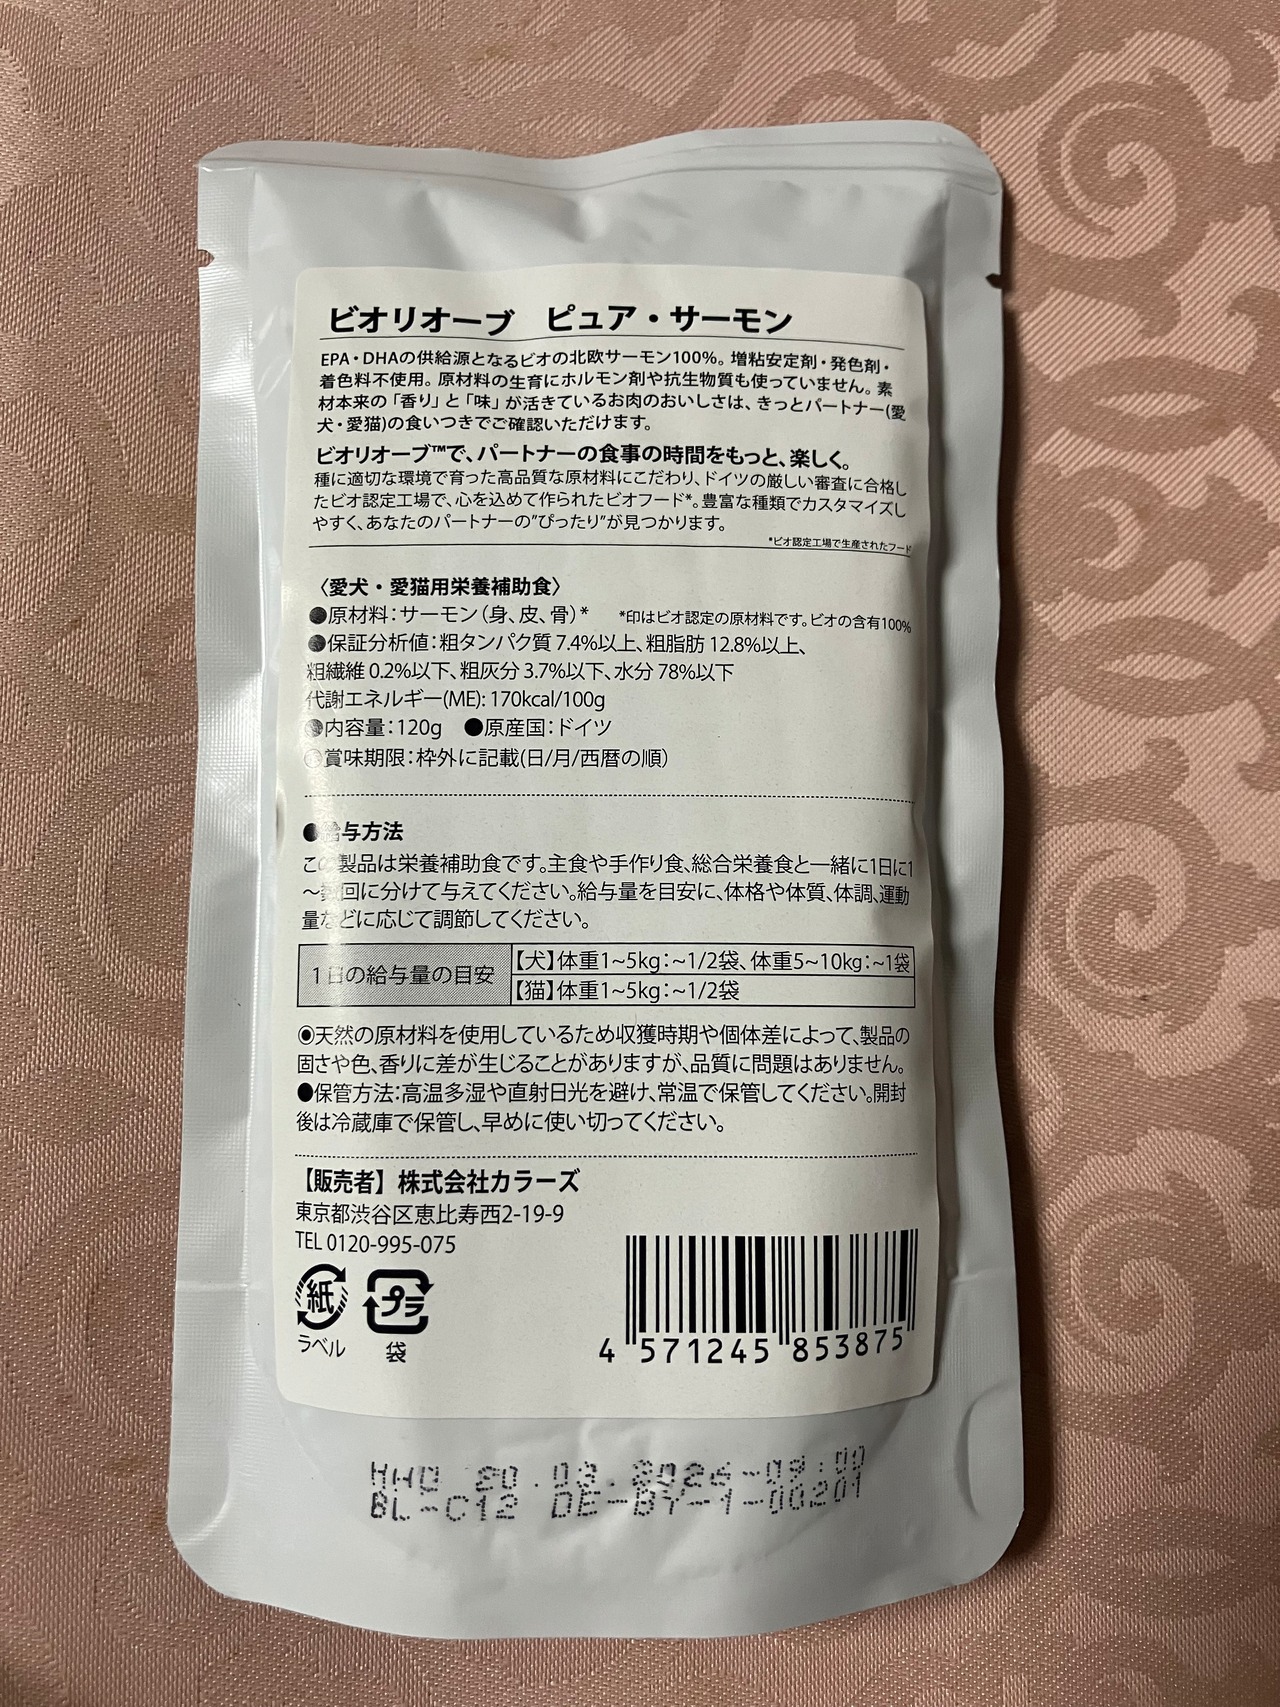 ビオリオーブ　ピュア・サーモン
EPA・DHAの供給源となるビオの北欧サーモン100%。増粘安定剤・発色剤・
着色料不使用。原材料の生育にホルモン剤や抗生物質も使っていません。素
材本来の「香り」と「味」が活きているお肉のおいしさは、きっとパートナー(愛
犬・愛猫)の食いつきでご確認いただけます。
ビオリオーブ™で、パートナーの食事の時間をもっと、楽しく。
種に適切な環境で育った高品質な原材料にこだわり、ドイツの厳しい審査に合格し
たビオ認定工場で、心を込めて作られたビオフード*。豊富な種類でカスタマイズし
やすく、あなたのパートナーの”ぴったり”が見つかります。
*ビオ認定工場で生産されたフード
〈愛犬・愛猫用栄養補助食〉
●原材料：サーモン（身、皮、骨）*　*印はビオ認定の原材料です。ビオの含有100%
●保証分析値：粗タンパク質 7.4%以上、粗脂肪 12.8%以上、
粗繊維 0.2%以下、粗灰分 3.7%以下、水分 78%以下
代謝エネルギー(ME): 170kcal/100g
●内容量：120g　●原産国：ドイツ
●賞味期限：枠外に記載(日/月/西暦の順)
●給与方法
この製品は栄養補助食です。主食や手作り食、総合栄養食と一緒に1日に1
～数回に分けて与えてください。給与量を目安に、体格や体質、体調、運動
量などに応じて調節してください。
1日の給与量の目安
【犬】体重1~5kg：~1/2袋、体重5~10kg：~1袋
【猫】体重1~5kg：~1/2袋
◉天然の原材料を使用しているため収獲時期や個体差によって、製品の
固さや色、香りに差が生じることがありますが、品質に問題はありません。
●保管方法：高温多湿や直射日光を避け、常温で保管してください。開封
後は冷蔵庫で保管し、早めに使い切ってください。
【販売者】株式会社カラーズ
東京都渋谷区恵比寿西2-19-9
TEL 0120-995-075
紙 プラ
ラベル 袋
4 571245 853875
MHD 20.03.2026-09:00
BL-C12 DE-BY-1-00201